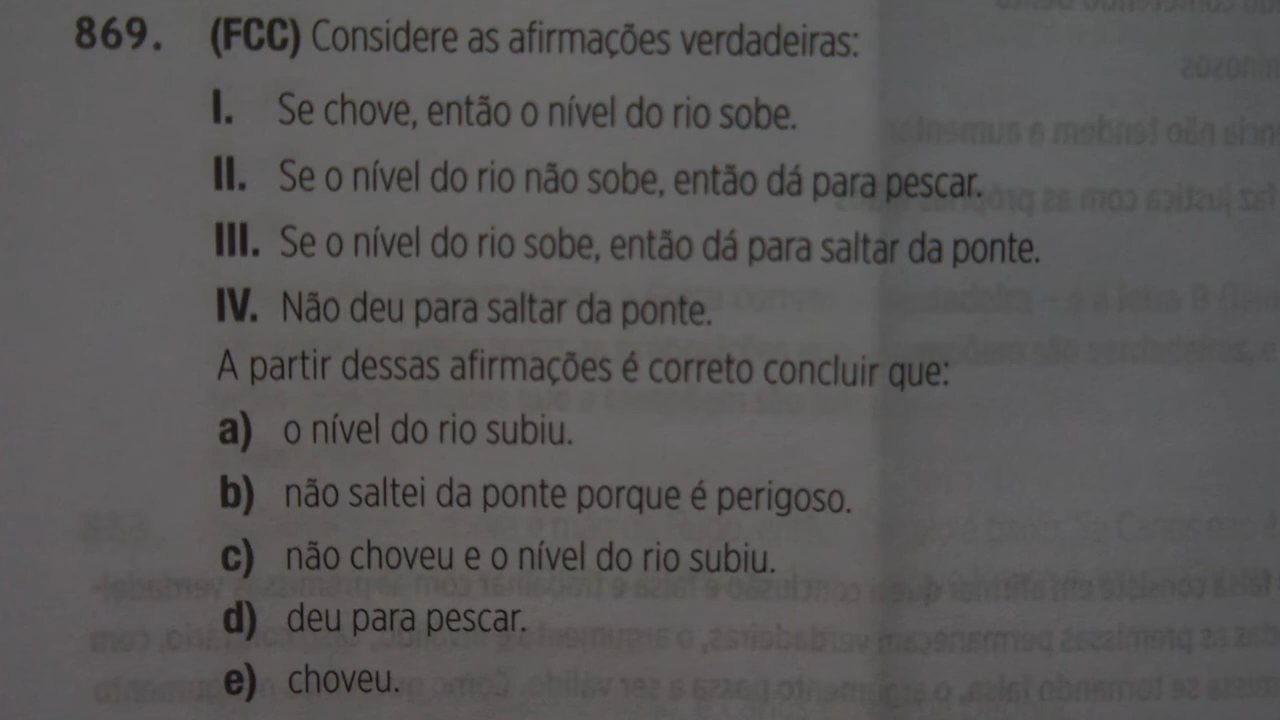 869. (FCC) Considere as afirmações verdadeiras:
I. Se chove, então o nível do rio sobe.
II. Se o nível do rio não sobe, então dá para pescar.
III. Se o nível do rio sobe, então dá para saltar da ponte.
IV. Não deu para saltar da ponte.
A partir dessas afirmações é correto concluir que:
a) o nível do rio subiu.
b) não saltei da ponte porque é perigoso.
c) não choveu e o nível do rio subiu.
d) deu para pescar.
e) choveu.